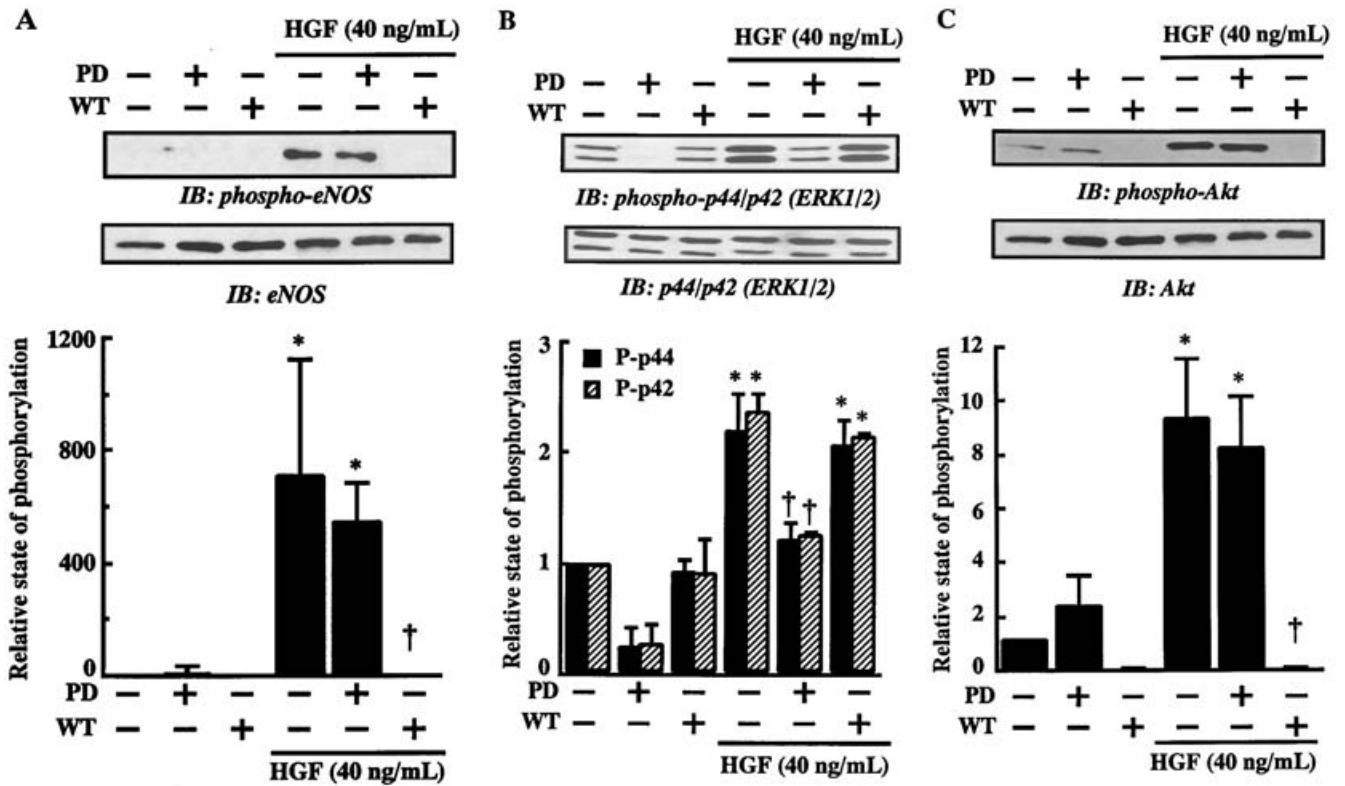 A
HGF (40 ng/mL)
PD − + − − + −
WT − − + − − +
IB: phospho-eNOS
IB: eNOS
Relative state of phosphorylation
1200
800
400
0
*
*
†
PD − + − − + −
WT − − + − − +
HGF (40 ng/mL)
B
HGF (40 ng/mL)
PD − + − − + −
WT − − + − − +
IB: phospho-p44/p42 (ERK1/2)
IB: p44/p42 (ERK1/2)
Relative state of phosphorylation
3
2
1
0
P-p44
P-p42
* *
† †
* *
PD − + − − + −
WT − − + − − +
HGF (40 ng/mL)
C
HGF (40 ng/mL)
PD − + − − + −
WT − − + − − +
IB: phospho-Akt
IB: Akt
Relative state of phosphorylation
12
10
8
6
4
2
0
*
*
†
PD − + − − + −
WT − − + − − +
HGF (40 ng/mL)